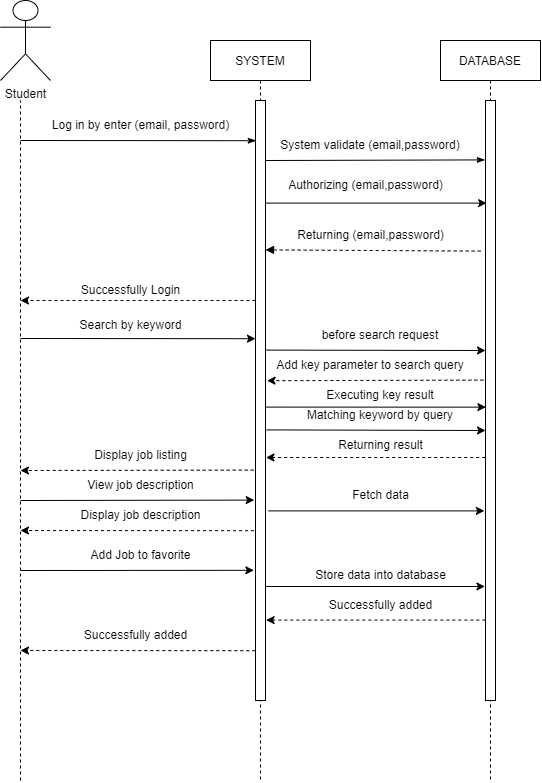 SYSTEM
DATABASE
Student
Log in by enter (email, password)
System validate (email,password)
Authorizing (email,password)
Returning (email,password)
Successfully Login
Search by keyword
before search request
Add key parameter to search query
Executing key result
Matching keyword by query
Returning result
Display job listing
View job description
Fetch data
Display job description
Add Job to favorite
Store data into database
Successfully added
Successfully added